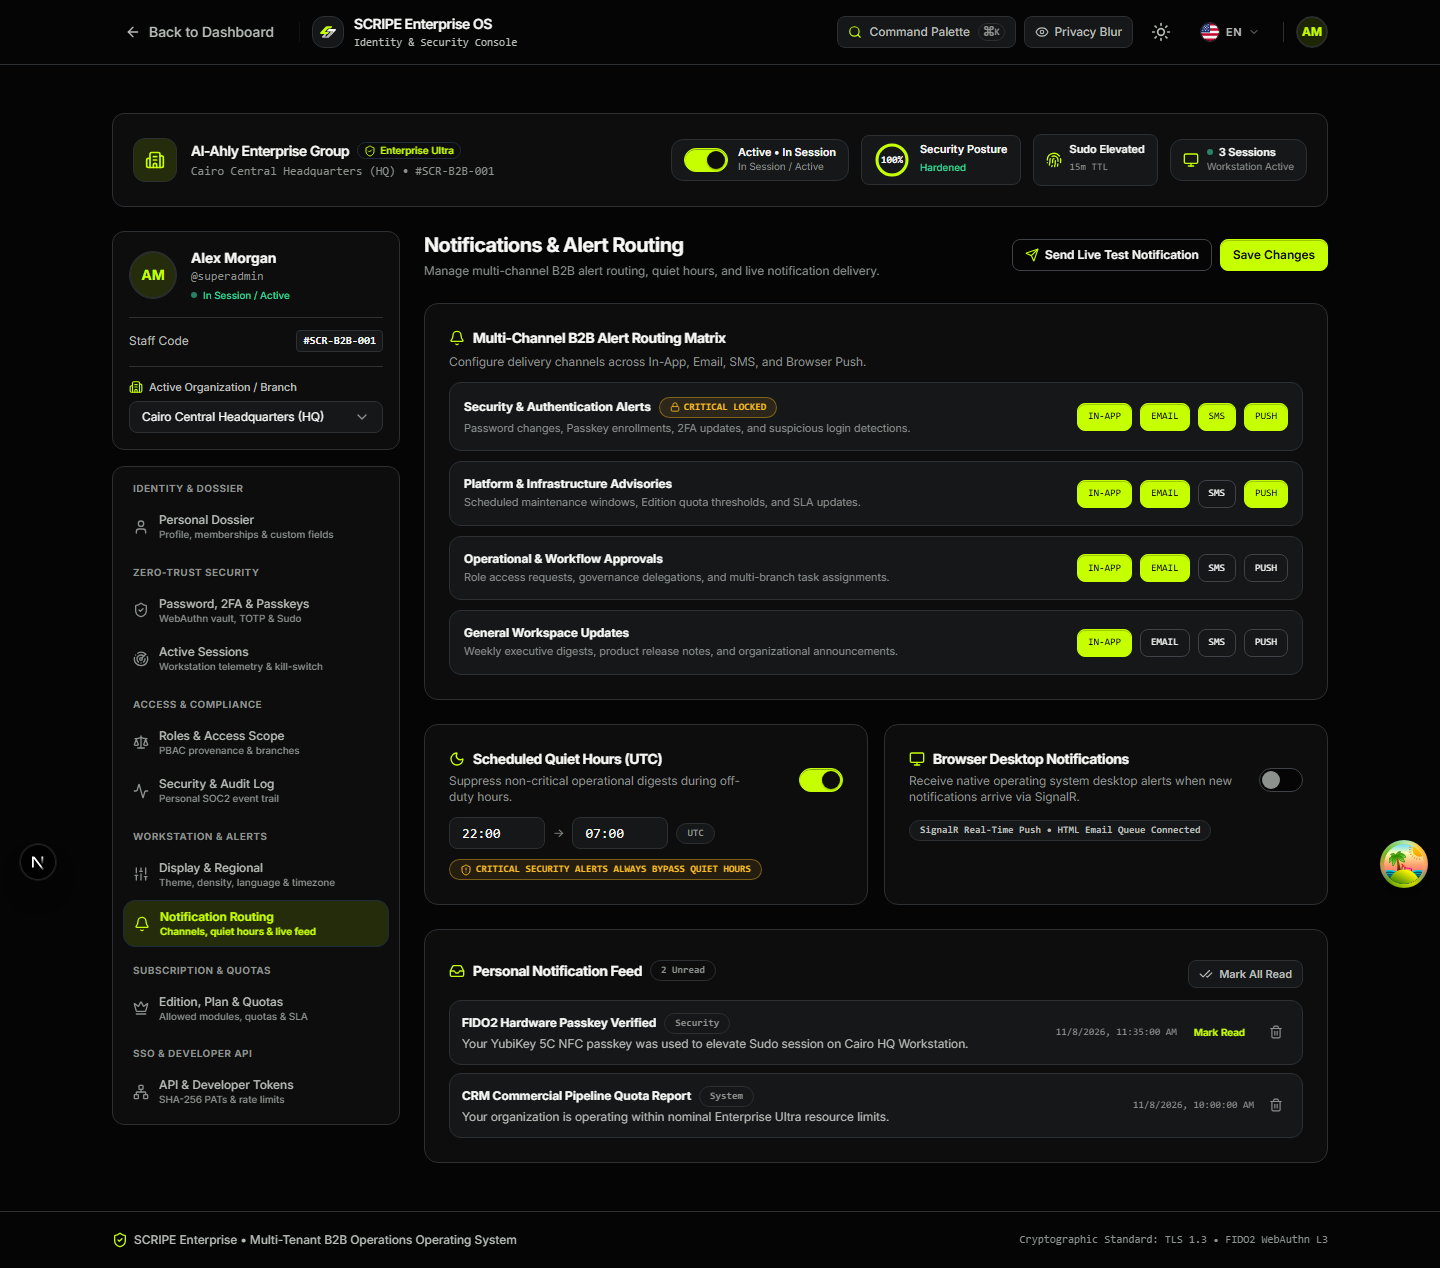 Back to Dashboard
SCRIPE Enterprise OS
Identity & Security Console
Command Palette ⌘K
Privacy Blur
EN
AM
Al-Ahly Enterprise Group
Enterprise Ultra
Cairo Central Headquarters (HQ) • #SCR-B2B-001
Active • In Session
In Session / Active
100%
Security Posture
Hardened
Sudo Elevated
15m TTL
3 Sessions
Workstation Active
AM
Alex Morgan
@superadmin
In Session / Active
Staff Code
#SCR-B2B-001
Active Organization / Branch
Cairo Central Headquarters (HQ)
IDENTITY & DOSSIER
Personal Dossier
Profile, memberships & custom fields
ZERO-TRUST SECURITY
Password, 2FA & Passkeys
WebAuthn vault, TOTP & Sudo
Active Sessions
Workstation telemetry & kill-switch
ACCESS & COMPLIANCE
Roles & Access Scope
PBAC provenance & branches
Security & Audit Log
Personal SOC2 event trail
WORKSTATION & ALERTS
Display & Regional
Theme, density, language & timezone
Notification Routing
Channels, quiet hours & live feed
SUBSCRIPTION & QUOTAS
Edition, Plan & Quotas
Allowed modules, quotas & SLA
SSO & DEVELOPER API
API & Developer Tokens
SHA-256 PATs & rate limits
Notifications & Alert Routing
Manage multi-channel B2B alert routing, quiet hours, and live notification delivery.
Send Live Test Notification
Save Changes
Multi-Channel B2B Alert Routing Matrix
Configure delivery channels across In-App, Email, SMS, and Browser Push.
Security & Authentication Alerts
CRITICAL LOCKED
Password changes, Passkey enrollments, 2FA updates, and suspicious login detections.
IN-APP EMAIL SMS PUSH
Platform & Infrastructure Advisories
Scheduled maintenance windows, Edition quota thresholds, and SLA updates.
IN-APP EMAIL SMS PUSH
Operational & Workflow Approvals
Role access requests, governance delegations, and multi-branch task assignments.
IN-APP EMAIL SMS PUSH
General Workspace Updates
Weekly executive digests, product release notes, and organizational announcements.
IN-APP EMAIL SMS PUSH
Scheduled Quiet Hours (UTC)
Suppress non-critical operational digests during off-
duty hours.
22:00 → 07:00 UTC
CRITICAL SECURITY ALERTS ALWAYS BYPASS QUIET HOURS
Browser Desktop Notifications
Receive native operating system desktop alerts when new
notifications arrive via SignalR.
SignalR Real-Time Push • HTML Email Queue Connected
Personal Notification Feed
2 Unread
Mark All Read
FIDO2 Hardware Passkey Verified
Security
Your YubiKey 5C NFC passkey was used to elevate Sudo session on Cairo HQ Workstation.
11/8/2026, 11:35:00 AM
Mark Read
CRM Commercial Pipeline Quota Report
System
Your organization is operating within nominal Enterprise Ultra resource limits.
11/8/2026, 10:00:00 AM
N
SCRIPE Enterprise • Multi-Tenant B2B Operations Operating System
Cryptographic Standard: TLS 1.3 • FIDO2 WebAuthn L3